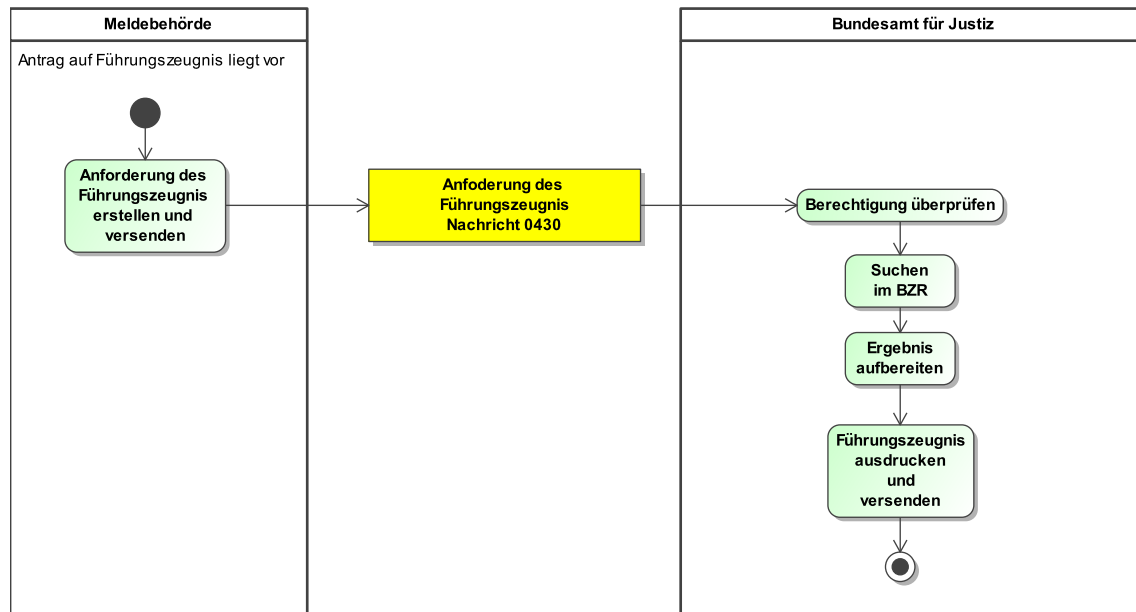 Meldebehörde
Antrag auf Führungszeugnis liegt vor
Anforderung des
Führungszeugnis
erstellen und
versenden
Anfoderung des
Führungszeugnis
Nachricht 0430
Bundesamt für Justiz
Berechtigung überprüfen
Suchen
im BZR
Ergebnis
aufbereiten
Führungszeugnis
ausdrucken
und
versenden